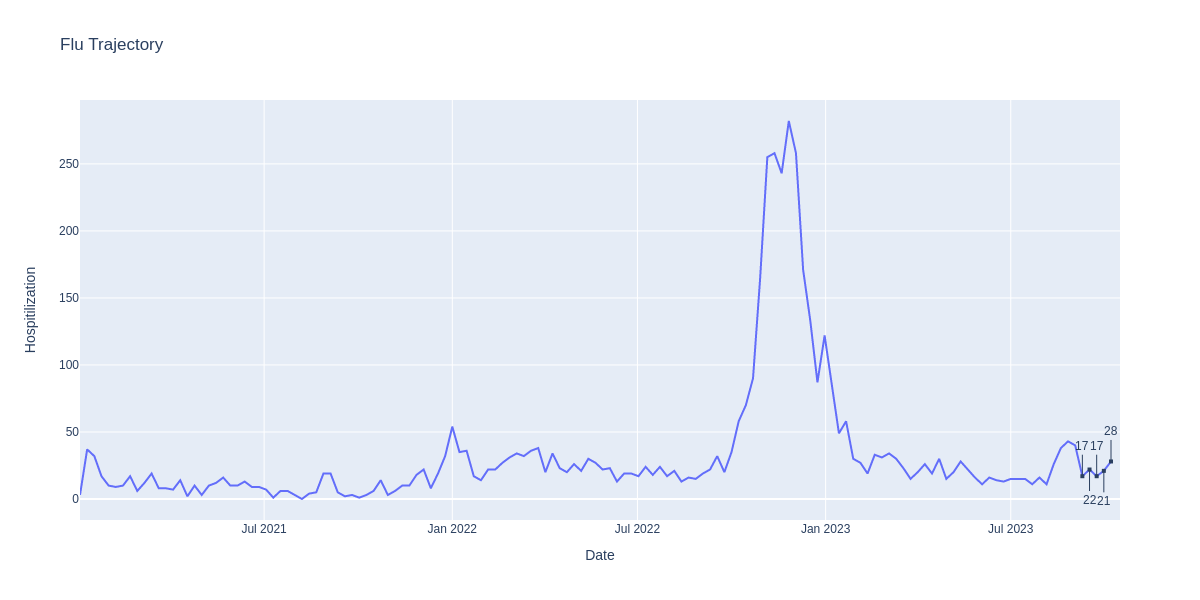 Flu Trajectory
Hospitilization
250
200
150
100
50
0
28
17
17
22
21
Jul 2021
Jan 2022
Jul 2022
Jan 2023
Jul 2023
Date